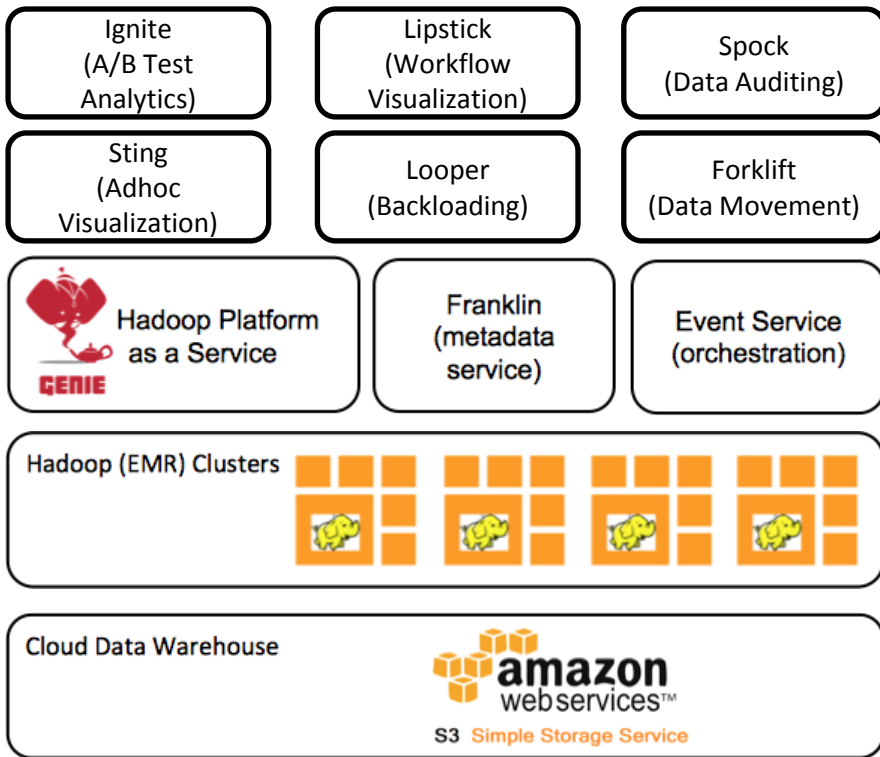 Ignite
(A/B Test
Analytics)
Lipstick
(Workflow
Visualization)
Spock
(Data Auditing)
Sting
(Adhoc
Visualization)
Looper
(Backloading)
Forklift
(Data Movement)
GENIE
Hadoop Platform
as a Service
Franklin
(metadata
service)
Event Service
(orchestration)
Hadoop (EMR) Clusters
Cloud Data Warehouse
amazon
webservices™
S3 Simple Storage Service